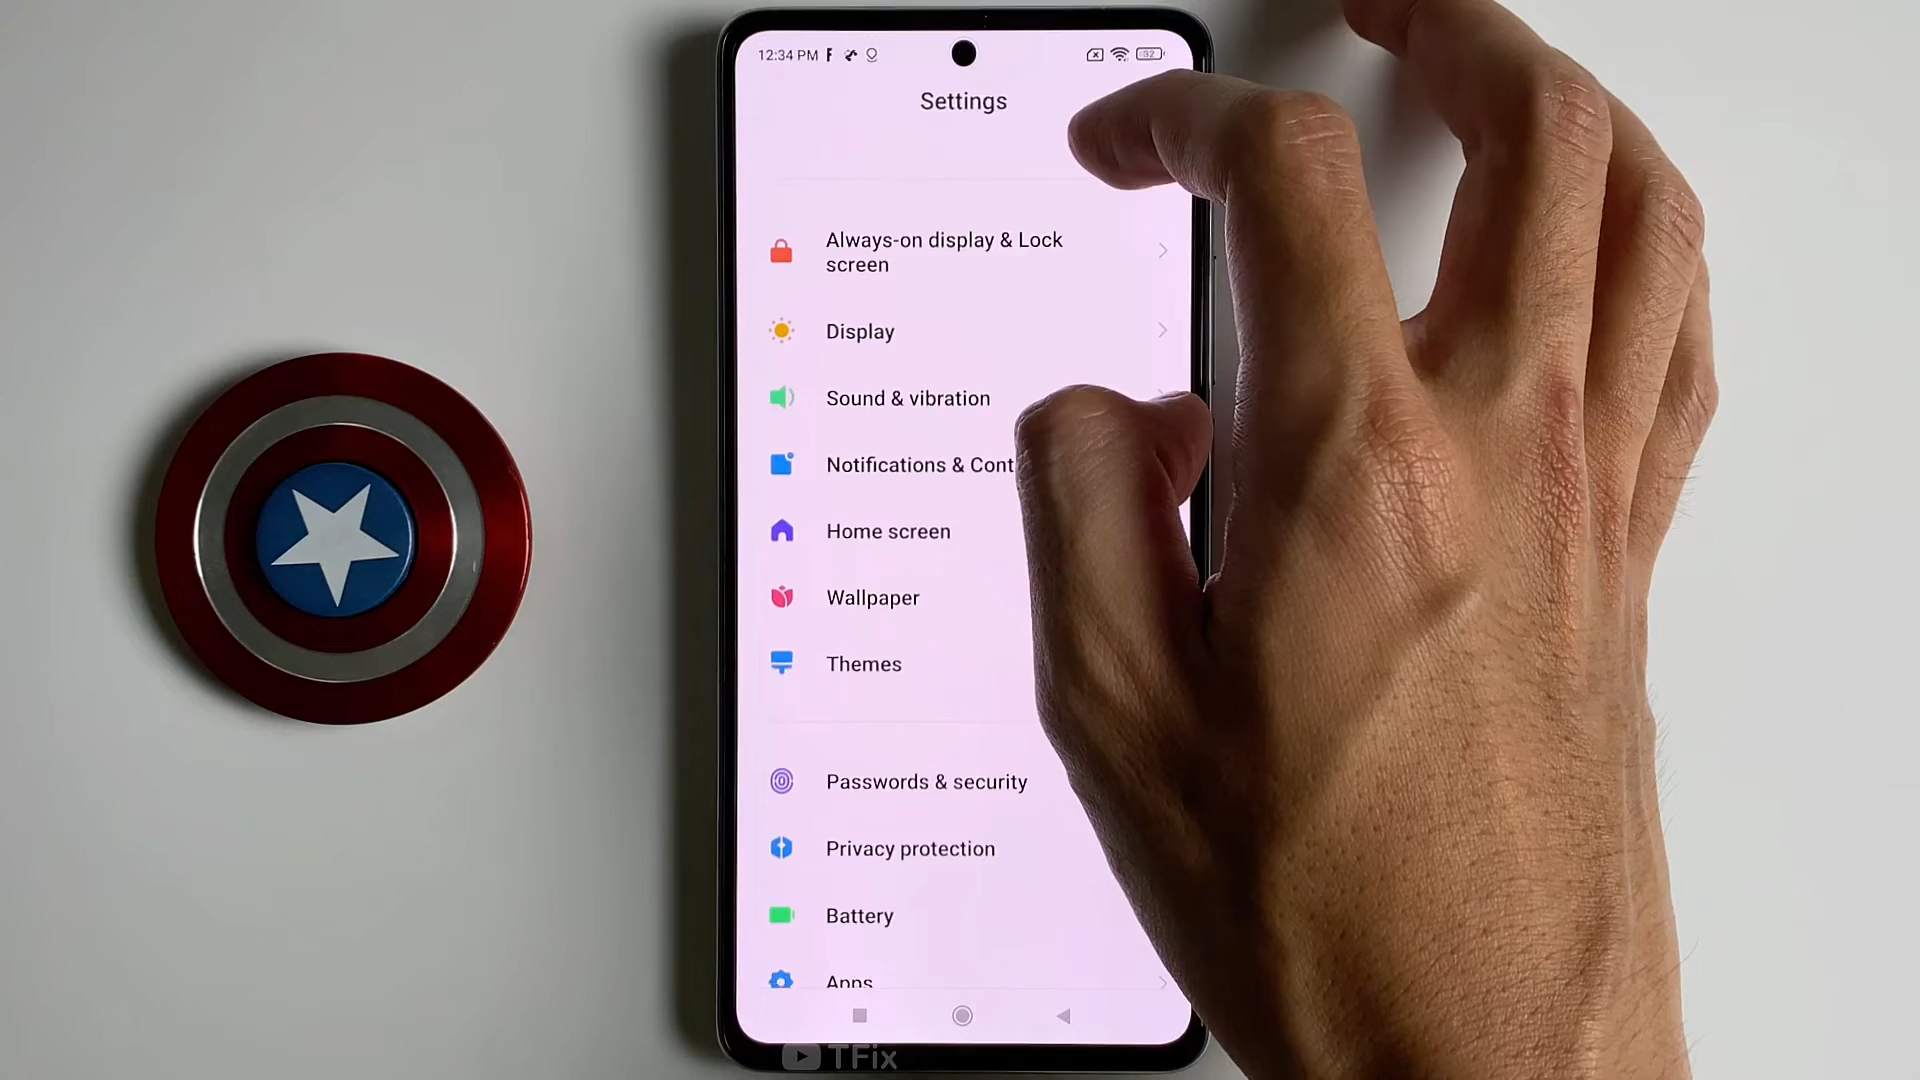 12:34 PM
32
Settings
Always-on display & Lock
screen
Display
Sound & vibration
Notifications & Cont
Home screen
Wallpaper
Themes
Passwords & security
Privacy protection
Battery
Apps
TFix